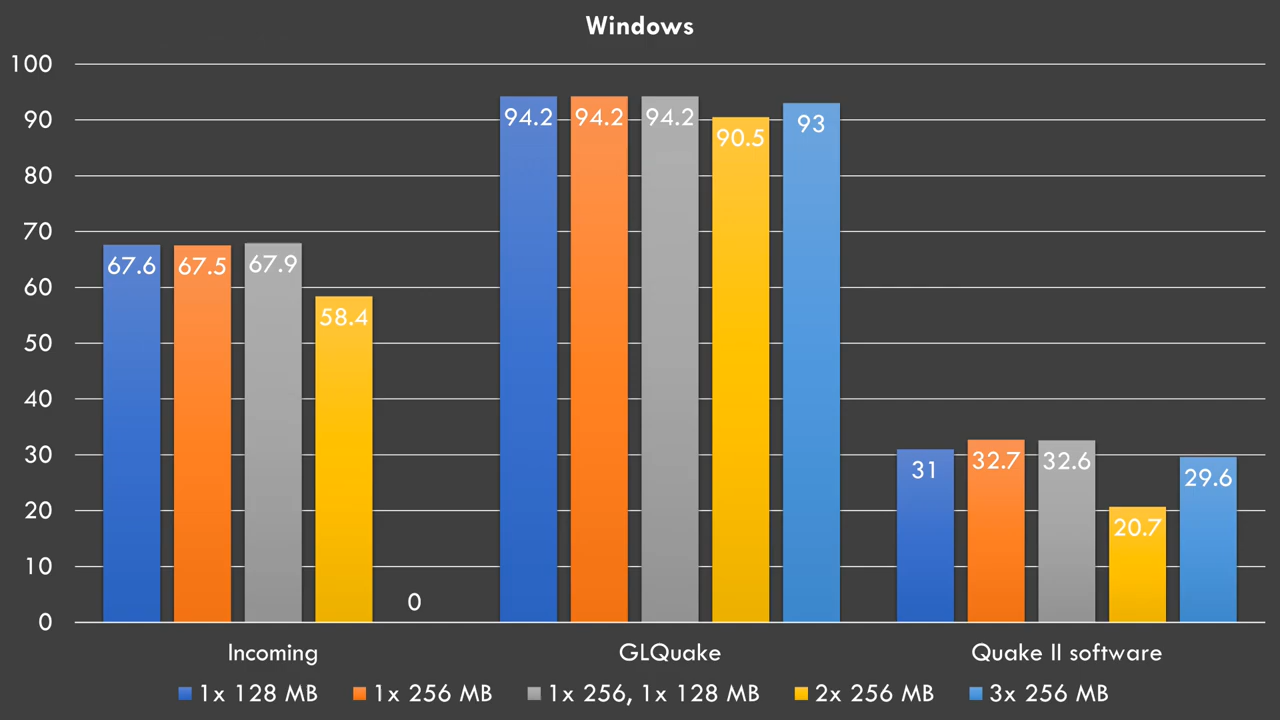 Windows
100
90
80
70
60
50
40
30
20
10
0
67.6 67.5 67.9 58.4 0
94.2 94.2 94.2 90.5 93
31 32.7 32.6 20.7 29.6
Incoming GLQuake Quake II software
1x 128 MB 1x 256 MB 1x 256, 1x 128 MB 2x 256 MB 3x 256 MB